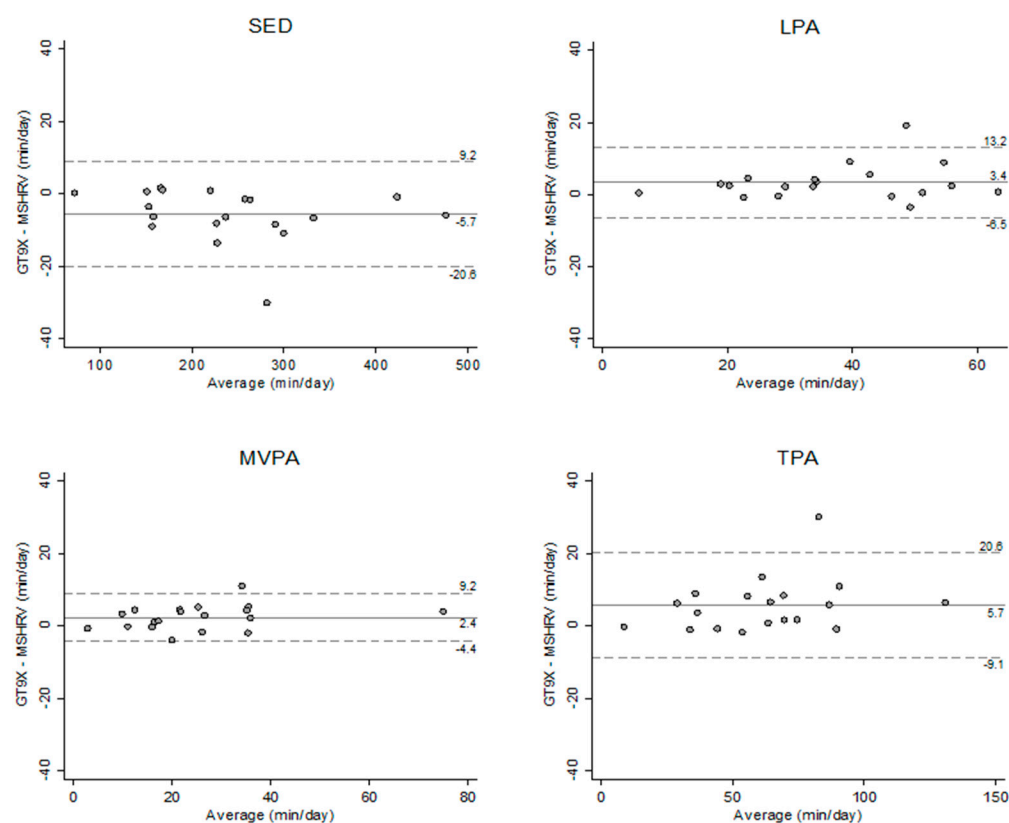 SED
40
20
0
-20
-40
GT9X - MSHRV (min/day)
9.2
-5.7
-20.6
100 200 300 400 500
Average (min/day)
LPA
40
20
0
-20
-40
GT9X - MSHRV (min/day)
13.2
3.4
-6.5
0 20 40 60
Average (min/day)
MVPA
40
20
0
-20
-40
GT9X - MSHRV (min/day)
9.2
2.4
-4.4
0 20 40 60 80
Average (min/day)
TPA
40
20
0
-20
-40
GT9X - MSHRV (min/day)
20.6
5.7
-9.1
0 50 100 150
Average (min/day)